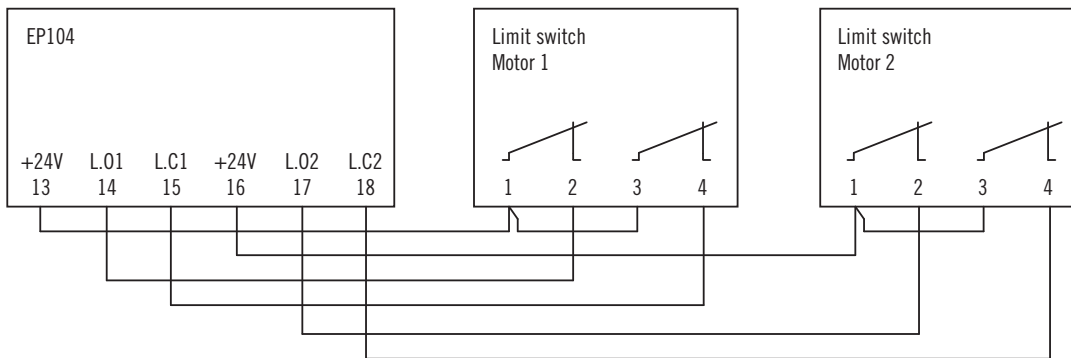 EP104
Limit switch
Motor 1
Limit switch
Motor 2
+24V L.O1 L.C1 +24V L.O2 L.C2
13 14 15 16 17 18
1 2 3 4
1 2 3 4